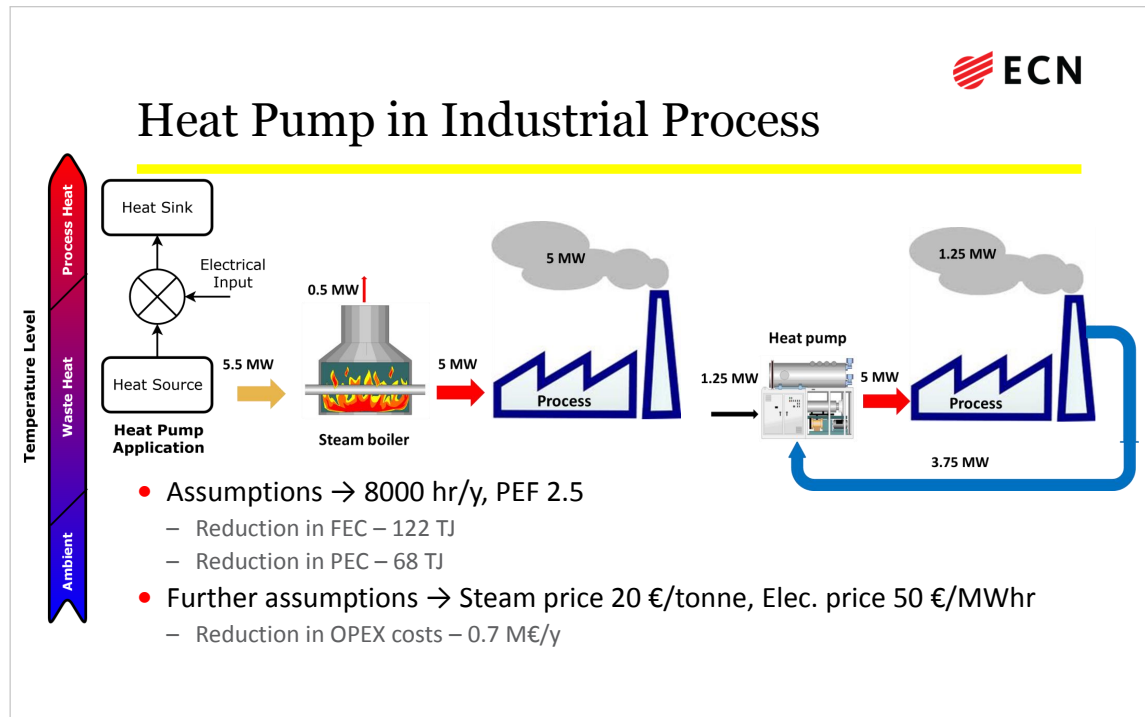 ECN
Heat Pump in Industrial Process
Temperature Level
Process Heat
Waste Heat
Ambient
Heat Sink
Electrical
Input
Heat Source
Heat Pump
Application
5.5 MW
0.5 MW
Steam boiler
5 MW
5 MW
Process
1.25 MW
Heat pump
5 MW
1.25 MW
Process
3.75 MW
• Assumptions → 8000 hr/y, PEF 2.5
– Reduction in FEC – 122 TJ
– Reduction in PEC – 68 TJ
• Further assumptions → Steam price 20 €/tonne, Elec. price 50 €/MWhr
– Reduction in OPEX costs – 0.7 M€/y